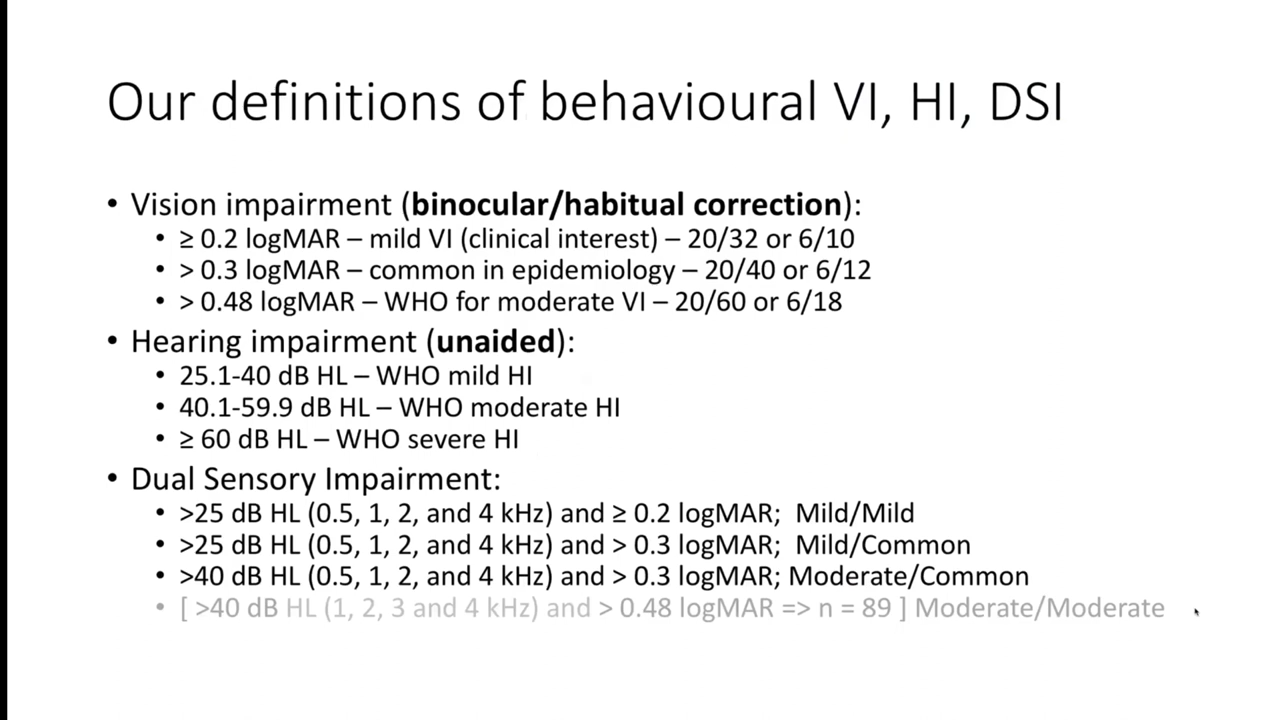 Our definitions of behavioural VI, HI, DSI
• Vision impairment (binocular/habitual correction):
• ≥ 0.2 logMAR – mild VI (clinical interest) – 20/32 or 6/10
• > 0.3 logMAR – common in epidemiology – 20/40 or 6/12
• > 0.48 logMAR – WHO for moderate VI – 20/60 or 6/18
• Hearing impairment (unaided):
• 25.1-40 dB HL – WHO mild HI
• 40.1-59.9 dB HL – WHO moderate HI
• ≥ 60 dB HL – WHO severe HI
• Dual Sensory Impairment:
• >25 dB HL (0.5, 1, 2, and 4 kHz) and ≥ 0.2 logMAR; Mild/Mild
• >25 dB HL (0.5, 1, 2, and 4 kHz) and > 0.3 logMAR; Mild/Common
• >40 dB HL (0.5, 1, 2, and 4 kHz) and > 0.3 logMAR; Moderate/Common
• [ >40 dB HL (1, 2, 3 and 4 kHz) and > 0.48 logMAR => n = 89 ] Moderate/Moderate